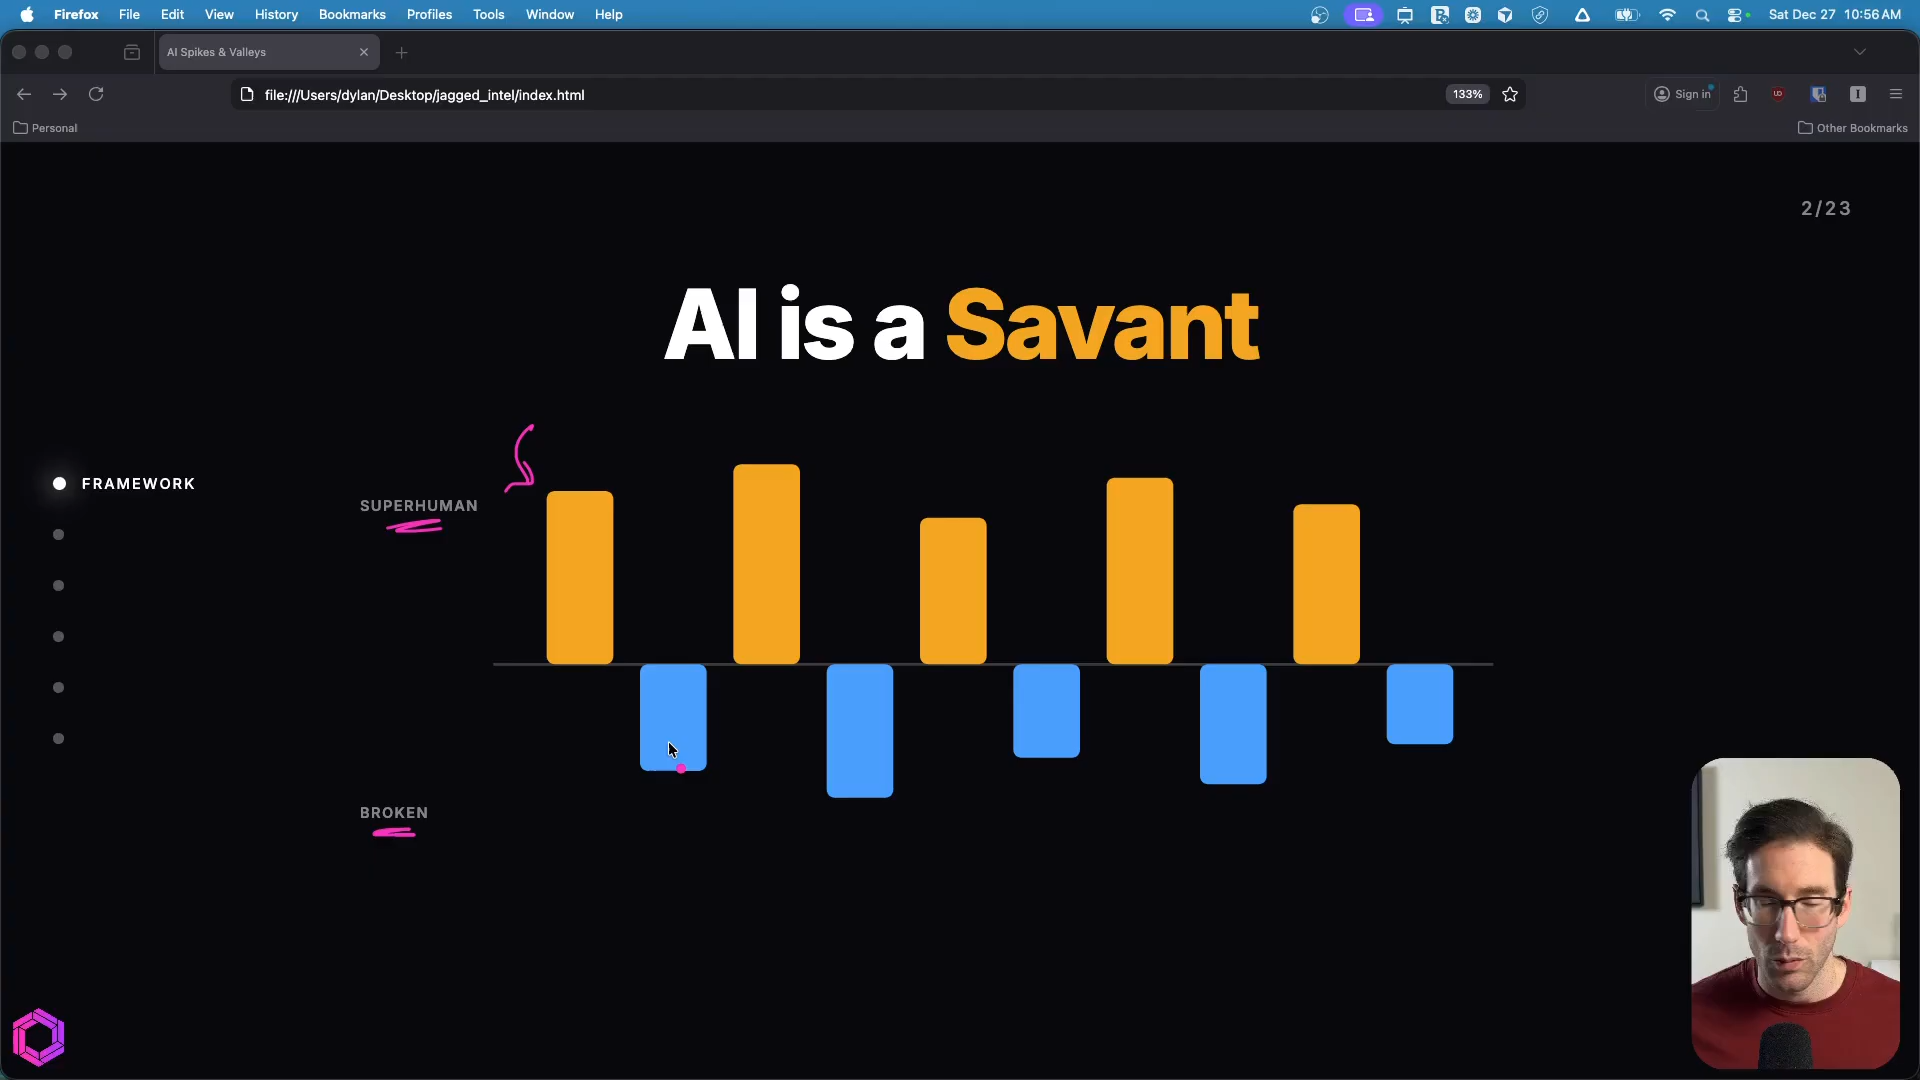 Firefox File Edit View History Bookmarks Profiles Tools Window Help Sat Dec 27 10:56 AM
AI Spikes & Valleys
file:///Users/dylan/Desktop/jagged_intel/index.html 133% Sign in
Personal Other Bookmarks
2/23
AI is a Savant
FRAMEWORK
SUPERHUMAN
BROKEN